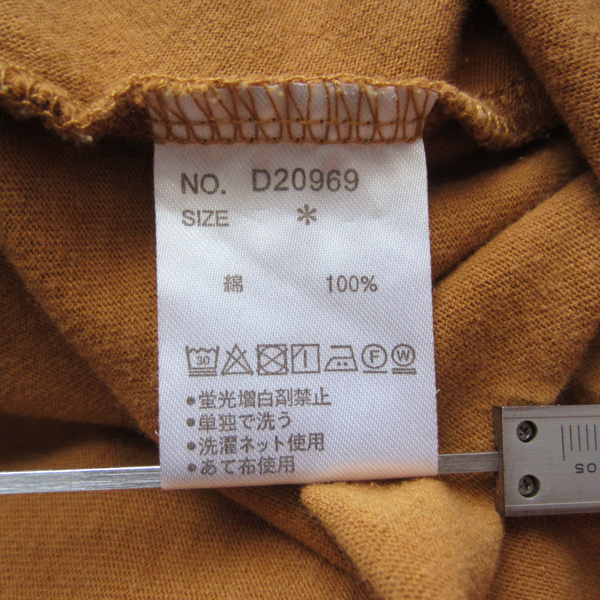 NO. D20969
SIZE *
綿 100%
30 F W
●蛍光増白剤禁止
●単独で洗う
●洗濯ネット使用
●あて布使用
05